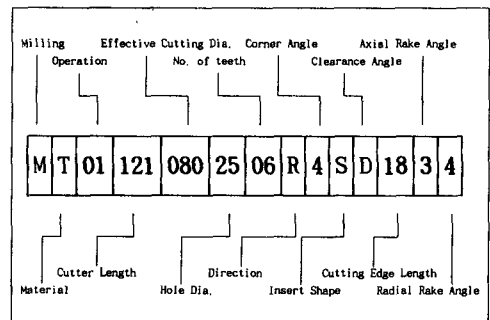 Milling Effective Cutting Dia. Corner Angle Axial Rake Angle
Operation No. of teeth Clearance Angle
M T 01 121 080 25 06 R 4 S D 18 3 4
Cutter Length Direction Cutting Edge Length
Material Hole Dia. Insert Shape Radial Rake Angle